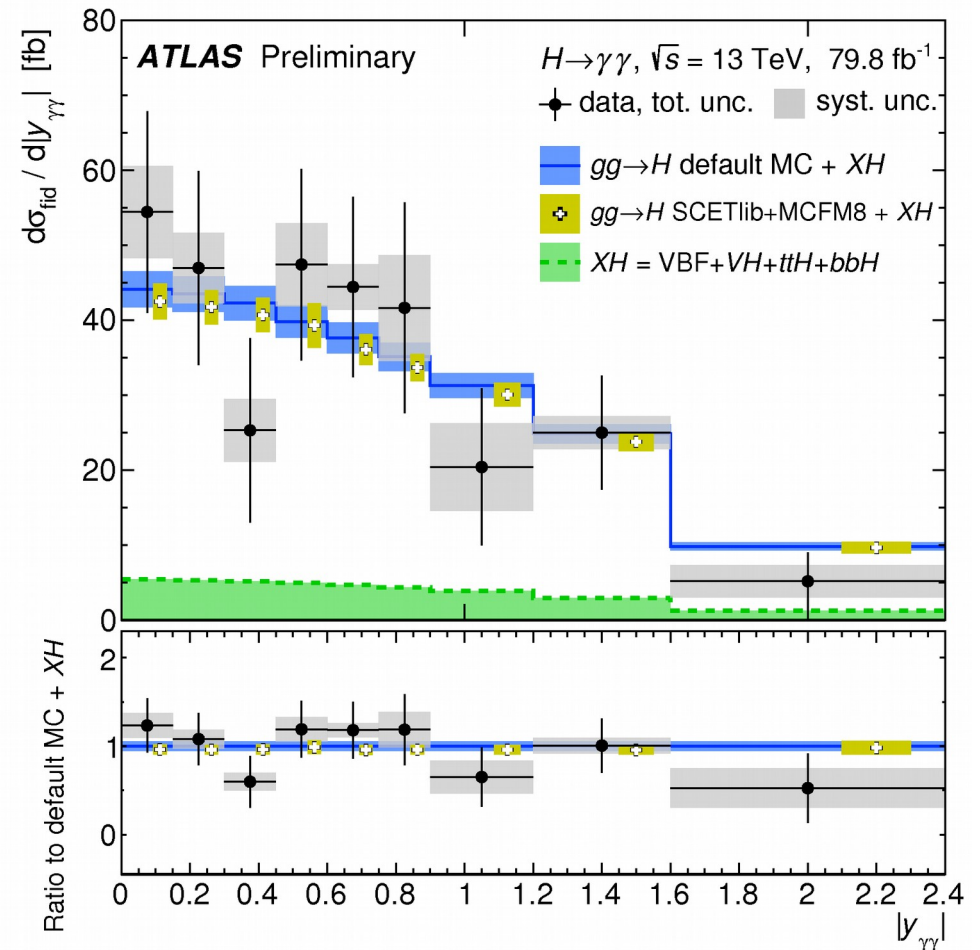 ATLAS Preliminary
H→γγ, √s = 13 TeV, 79.8 fb⁻¹
data, tot. unc. syst. unc.
gg→H default MC + XH
gg→H SCETlib+MCFM8 + XH
XH = VBF+VH+ttH+bbH
dσ_fid / d|y_γγ| [fb]
80
60
40
20
0
Ratio to default MC + XH
2
1
0
0 0.2 0.4 0.6 0.8 1 1.2 1.4 1.6 1.8 2 2.2 2.4
|y_γγ|